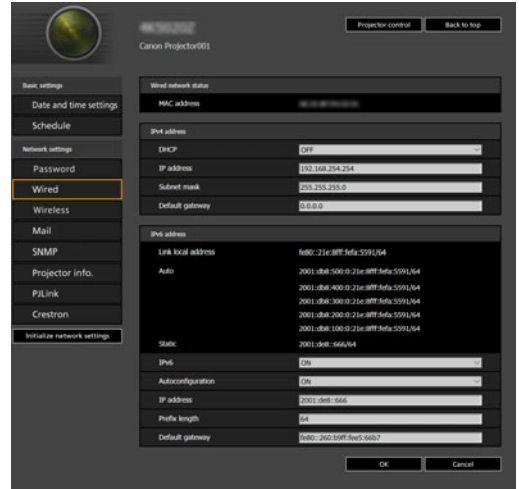 Projector control Back to top
Canon Projector001
Basic settings
Date and time settings
Schedule
Network settings
Password
Wired
Wireless
Mail
SNMP
Projector info.
PJLink
Crestron
Initialize network settings
Wired network status
MAC address
IPv4 address
DHCP OFF
IP address 192.168.254.254
Subnet mask 255.255.255.0
Default gateway 0.0.0.0
IPv6 address
Link local address fe80::21e:8fff:fefa:5591/64
Auto 2001:db8:500:0:21e:8fff:fefa:5591/64
2001:db8:400:0:21e:8fff:fefa:5591/64
2001:db8:300:0:21e:8fff:fefa:5591/64
2001:db8:200:0:21e:8fff:fefa:5591/64
2001:db8:100:0:21e:8fff:fefa:5591/64
Static 2001:de8::666/64
IPv6 ON
Autoconfiguration ON
IP address 2001:de8::666
Prefix length 64
Default gateway fe80::260:b9ff:fee5:66b7
OK Cancel